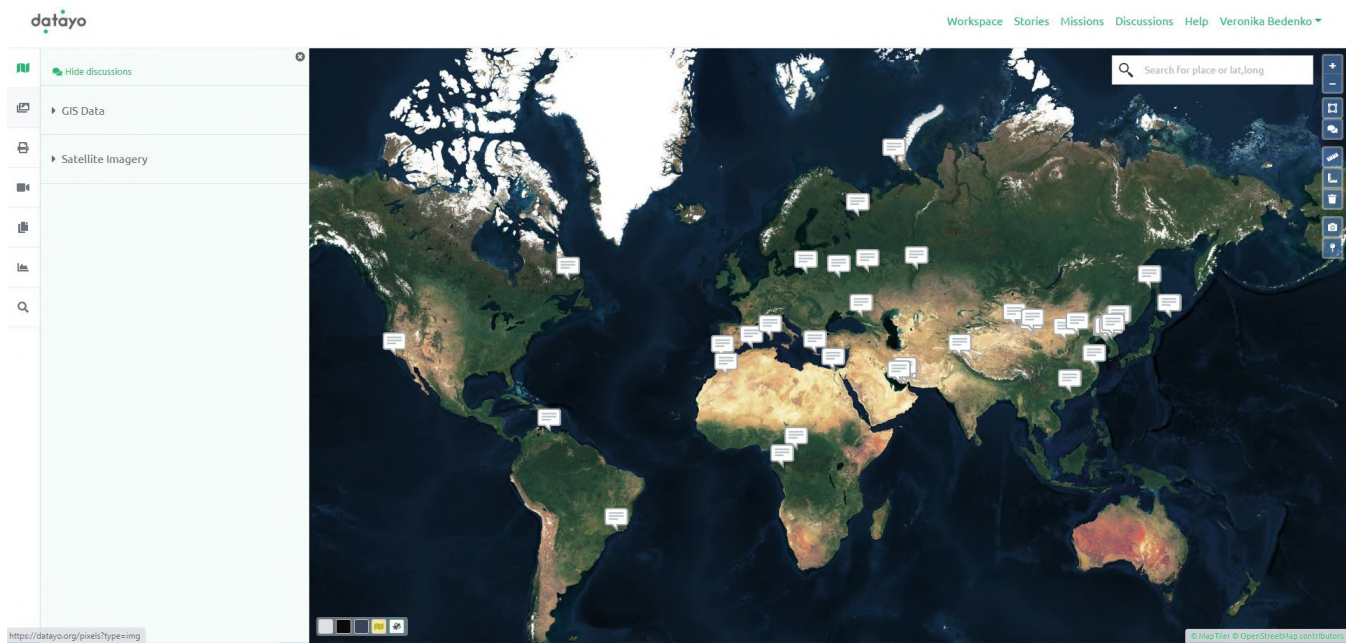 datayo
Workspace Stories Missions Discussions Help Veronika Bedenko
Hide discussions
Search for place or lat,long
GIS Data
Satellite Imagery
https://datayo.org/pixels?type=img
© MapTiler © OpenStreetMap contributors